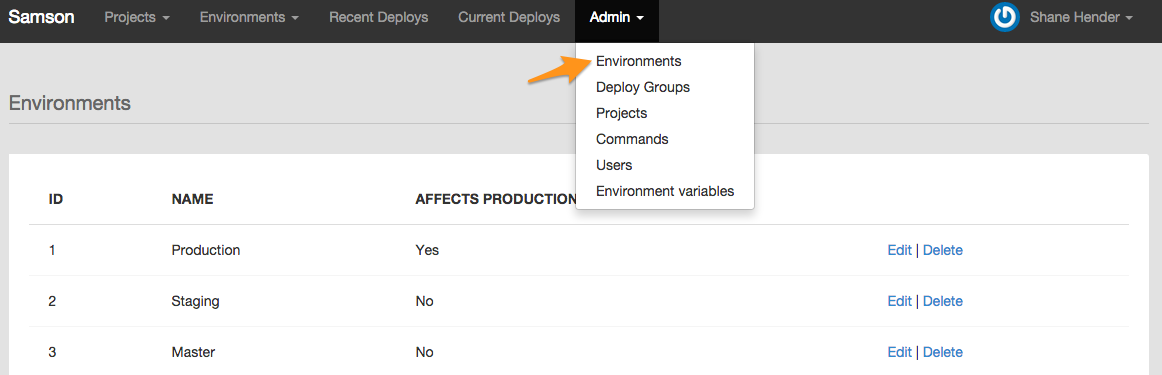 Samson Projects Environments Recent Deploys Current Deploys Admin Shane Hender
Environments
Deploy Groups
Projects
Commands
Users
Environment variables
Environments
ID NAME AFFECTS PRODUCTION
1 Production Yes Edit | Delete
2 Staging No Edit | Delete
3 Master No Edit | Delete